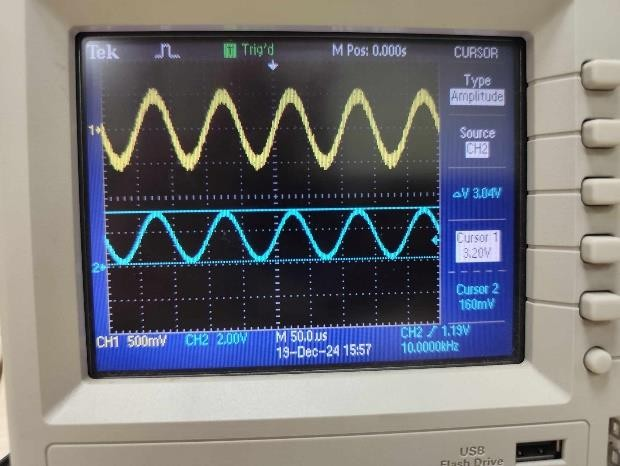 Tek Trig'd M Pos: 0.000s CURSOR
Type
Amplitude
Source
CH2
△V 3.04V
Cursor 1
3.20V
Cursor 2
160mV
1
2
CH1 500mV CH2 2.00V M 50.0us CH2 / 1.19V
19-Dec-24 15:57 10.0000kHz
USB
Flash Drive